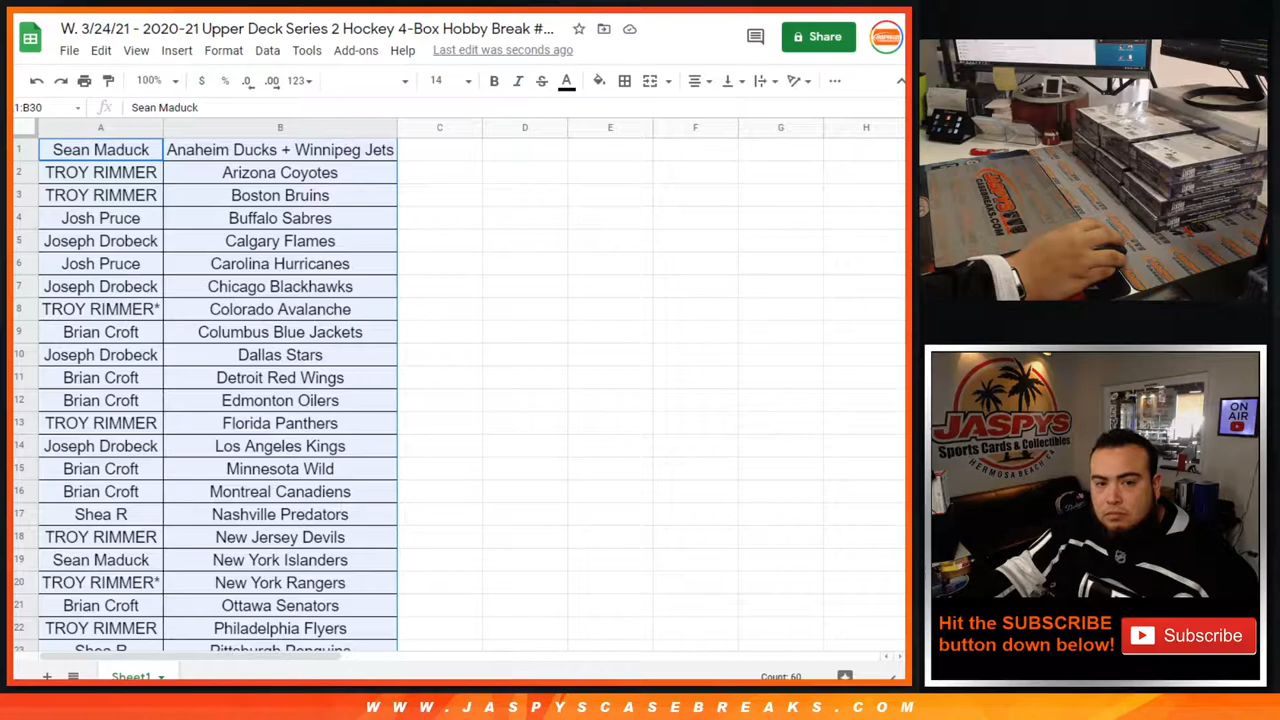 W. 3/24/21 - 2020-21 Upper Deck Series 2 Hockey 4-Box Hobby Break #...
Share
File Edit View Insert Format Data Tools Add-ons Help Last edit was seconds ago
100% $ % .0 .00 123 14 B I S A
1:B30 fx Sean Maduck
A B C D E F G H
1 Sean Maduck Anaheim Ducks + Winnipeg Jets
2 TROY RIMMER Arizona Coyotes
3 TROY RIMMER Boston Bruins
4 Josh Pruce Buffalo Sabres
5 Joseph Drobeck Calgary Flames
6 Josh Pruce Carolina Hurricanes
7 Joseph Drobeck Chicago Blackhawks
8 TROY RIMMER* Colorado Avalanche
9 Brian Croft Columbus Blue Jackets
10 Joseph Drobeck Dallas Stars
11 Brian Croft Detroit Red Wings
12 Brian Croft Edmonton Oilers
13 TROY RIMMER Florida Panthers
14 Joseph Drobeck Los Angeles Kings
15 Brian Croft Minnesota Wild
16 Brian Croft Montreal Canadiens
17 Shea R Nashville Predators
18 TROY RIMMER New Jersey Devils
19 Sean Maduck New York Islanders
20 TROY RIMMER* New York Rangers
21 Brian Croft Ottawa Senators
22 TROY RIMMER Philadelphia Flyers
23 Shea R Pittsburgh Penguins
Sheet1
Count: 60
JASPYS
CASEBREAKS.COM
JASPYS
Sports Cards & Collectibles
HERMOSA BEACH CA
ON
AIR
Hit the SUBSCRIBE
button down below!
Subscribe
WWW.JASPYSCASEBREAKS.COM